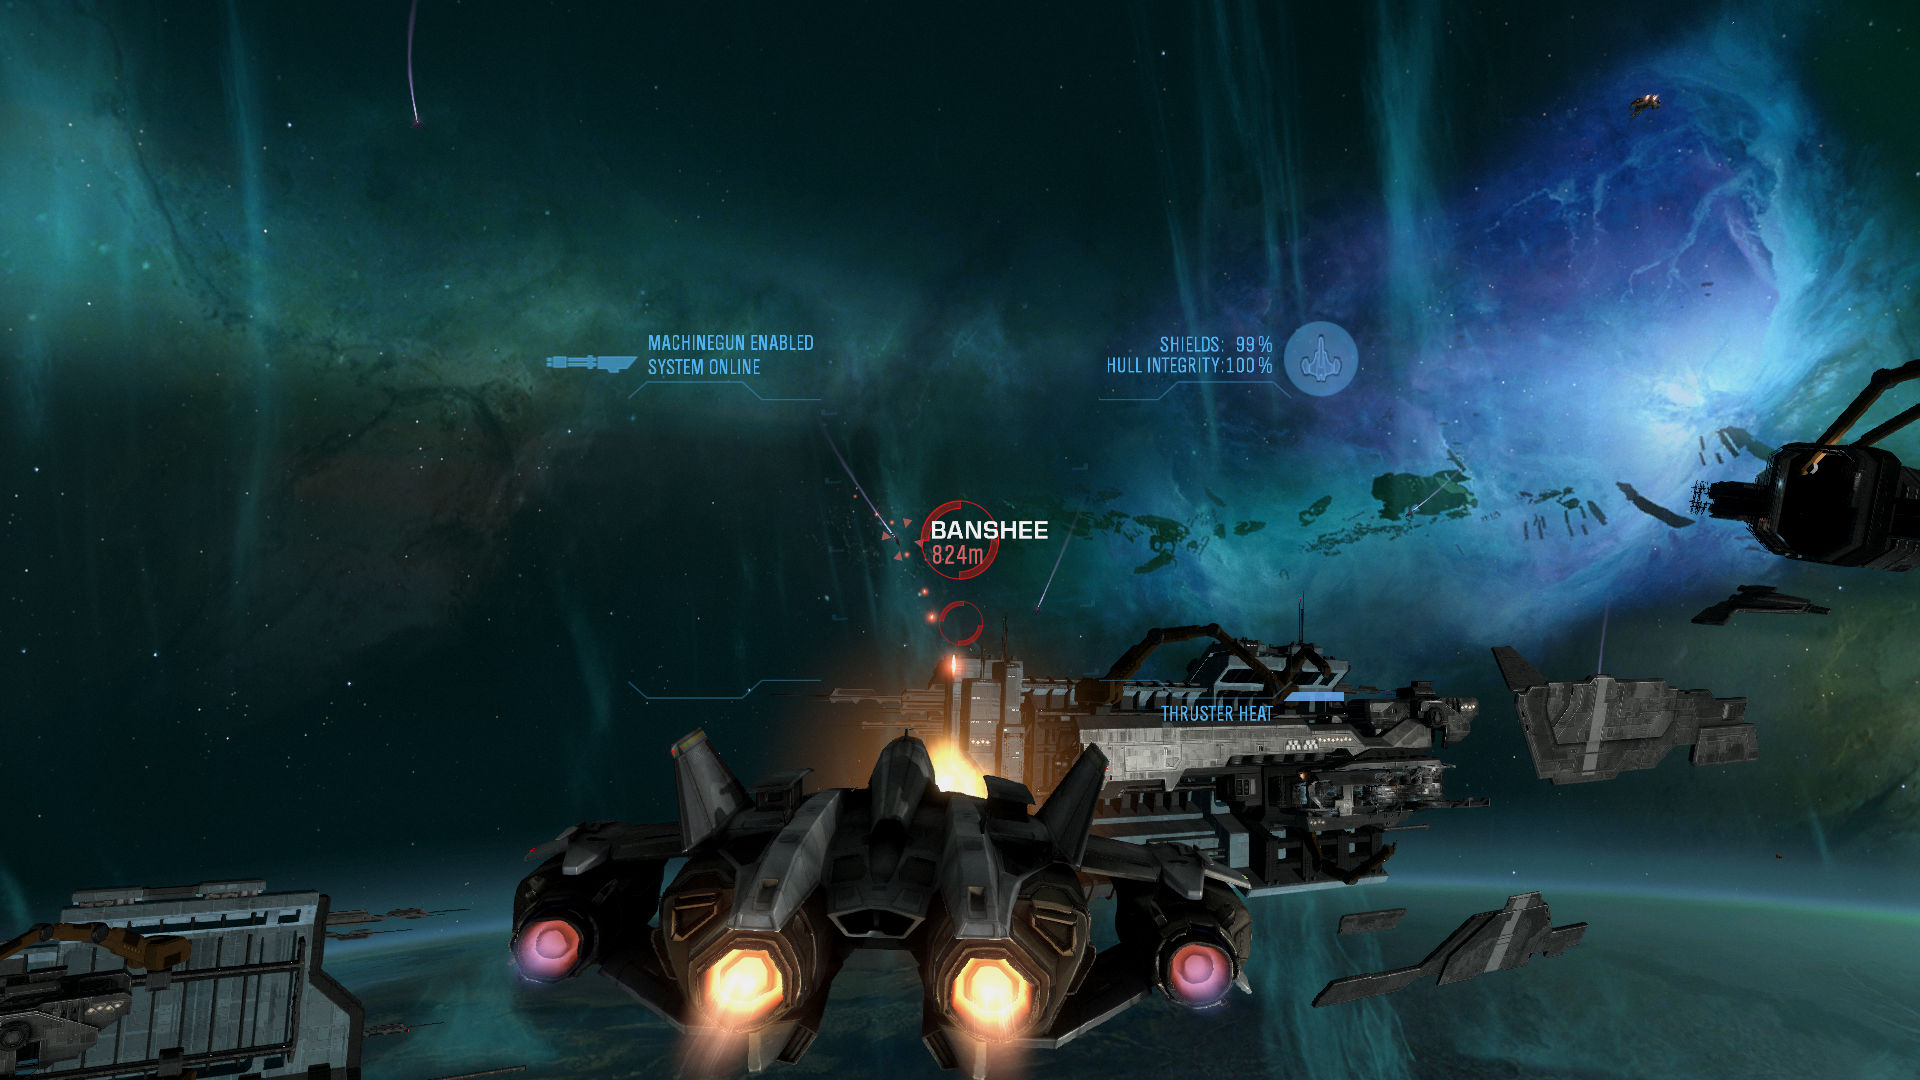 MACHINEGUN ENABLED
SYSTEM ONLINE
SHIELDS: 99%
HULL INTEGRITY:100%
BANSHEE
824m
THRUSTER HEAT